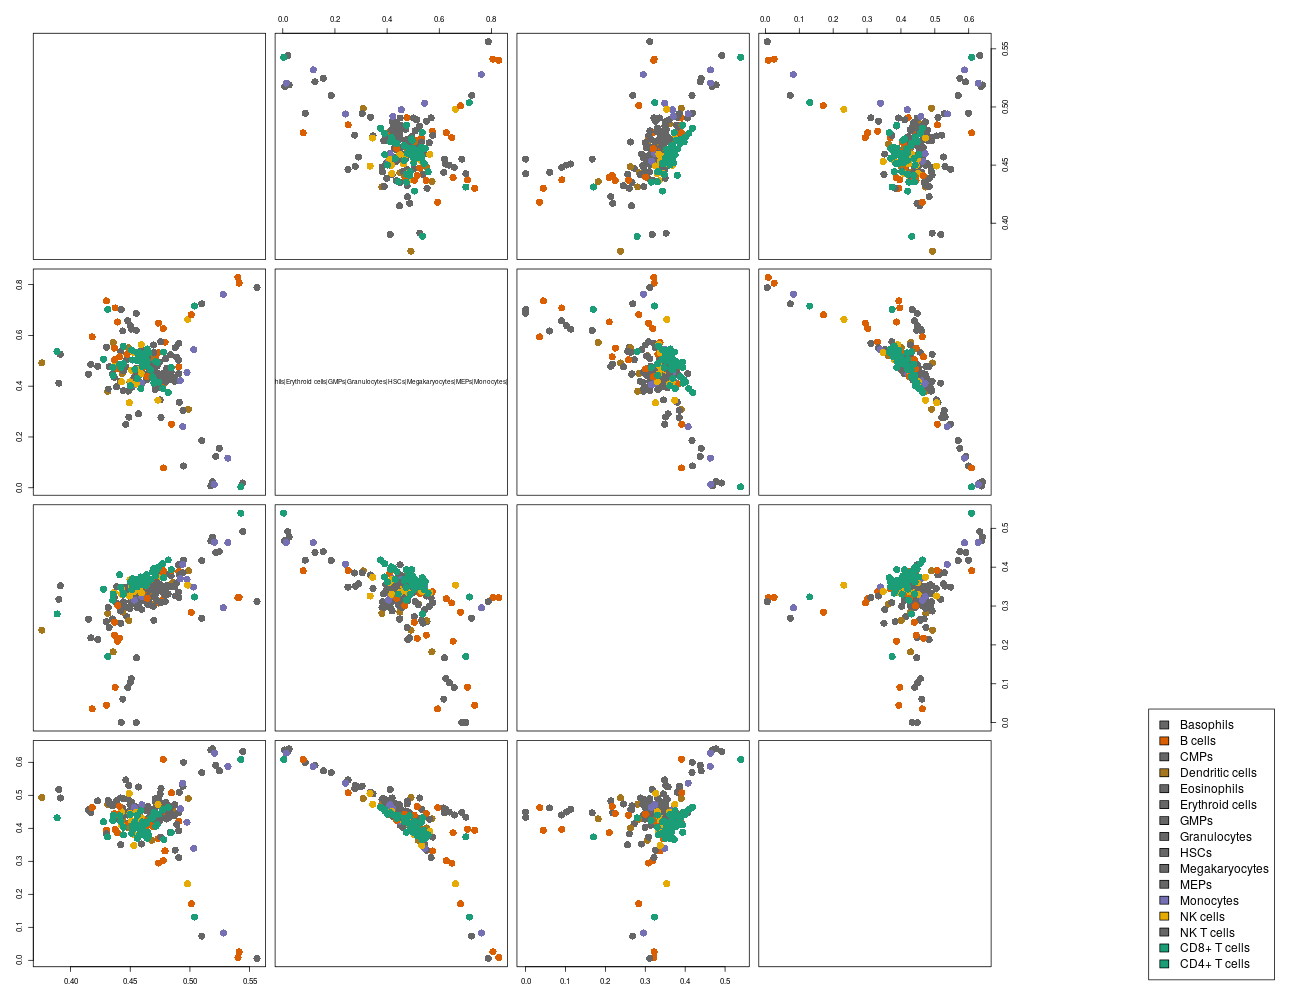 0.0 0.2 0.4 0.6 0.8
0.0 0.1 0.2 0.3 0.4 0.5 0.6
0.40 0.45 0.50 0.55
0.0 0.2 0.4 0.6 0.8
hils|Erythroid cells|GMPs|Granulocytes|HSCs|Megakaryocytes|MEPs|Monocytes|
0.0 0.1 0.2 0.3 0.4 0.5
0.0 0.1 0.2 0.3 0.4 0.5 0.6
0.40 0.45 0.50 0.55
0.0 0.1 0.2 0.3 0.4 0.5
Basophils
B cells
CMPs
Dendritic cells
Eosinophils
Erythroid cells
GMPs
Granulocytes
HSCs
Megakaryocytes
MEPs
Monocytes
NK cells
NK T cells
CD8+ T cells
CD4+ T cells